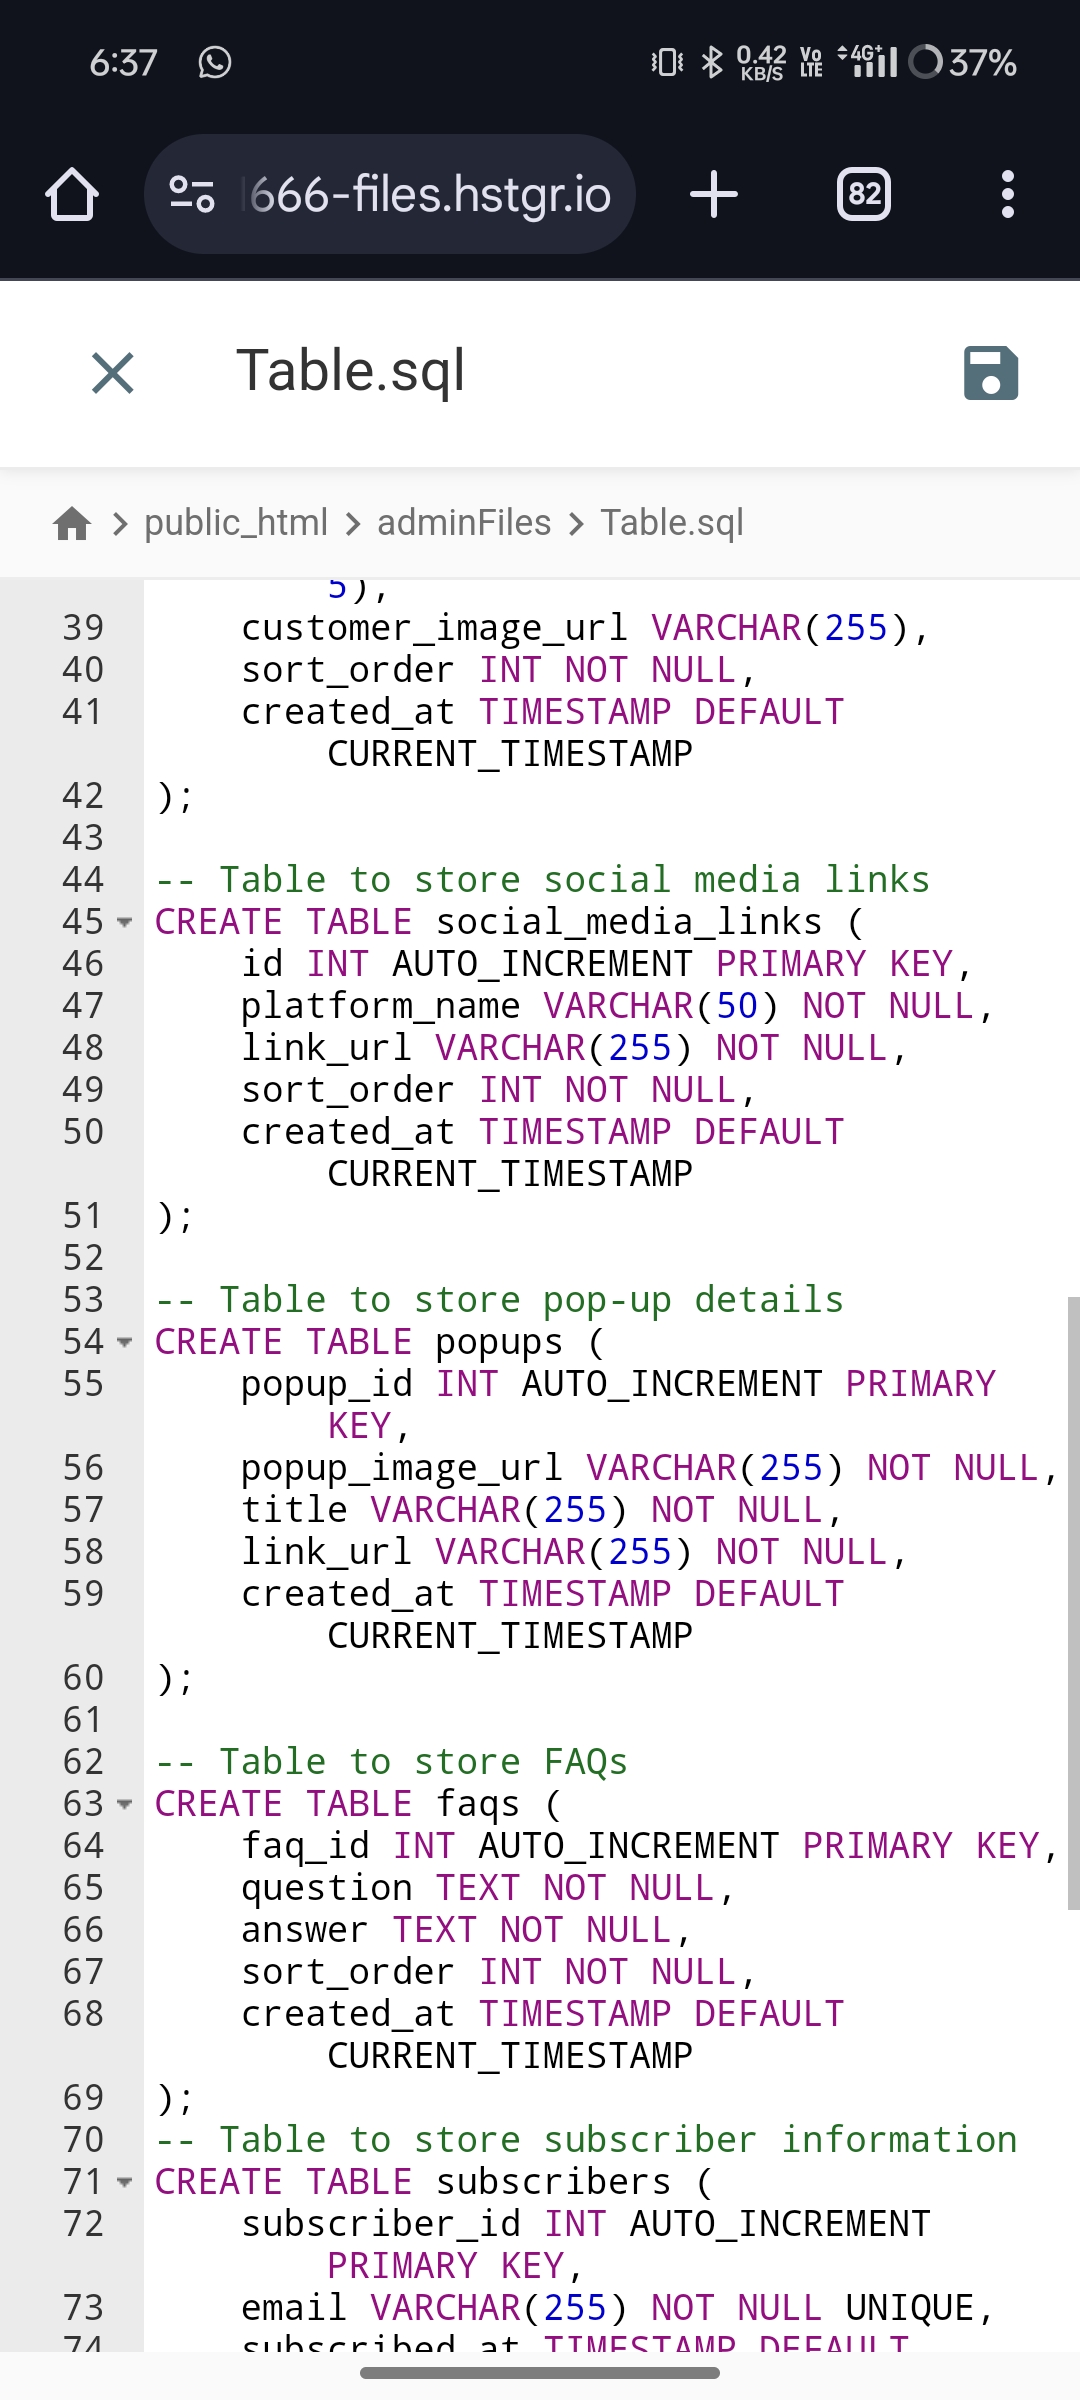 6:37
0.42 KB/S Vo LTE 4G+ 37%
666-files.hstgr.io
82
Table.sql
public_html > adminFiles > Table.sql
5),
39 customer_image_url VARCHAR(255),
40 sort_order INT NOT NULL,
41 created_at TIMESTAMP DEFAULT
CURRENT_TIMESTAMP
42 );
43
44 -- Table to store social media links
45 CREATE TABLE social_media_links (
46 id INT AUTO_INCREMENT PRIMARY KEY,
47 platform_name VARCHAR(50) NOT NULL,
48 link_url VARCHAR(255) NOT NULL,
49 sort_order INT NOT NULL,
50 created_at TIMESTAMP DEFAULT
CURRENT_TIMESTAMP
51 );
52
53 -- Table to store pop-up details
54 CREATE TABLE popups (
55 popup_id INT AUTO_INCREMENT PRIMARY
KEY,
56 popup_image_url VARCHAR(255) NOT NULL,
57 title VARCHAR(255) NOT NULL,
58 link_url VARCHAR(255) NOT NULL,
59 created_at TIMESTAMP DEFAULT
CURRENT_TIMESTAMP
60 );
61
62 -- Table to store FAQs
63 CREATE TABLE faqs (
64 faq_id INT AUTO_INCREMENT PRIMARY KEY,
65 question TEXT NOT NULL,
66 answer TEXT NOT NULL,
67 sort_order INT NOT NULL,
68 created_at TIMESTAMP DEFAULT
CURRENT_TIMESTAMP
69 );
70 -- Table to store subscriber information
71 CREATE TABLE subscribers (
72 subscriber_id INT AUTO_INCREMENT
PRIMARY KEY,
73 email VARCHAR(255) NOT NULL UNIQUE,
74 subscribed_at TIMESTAMP DEFAULT